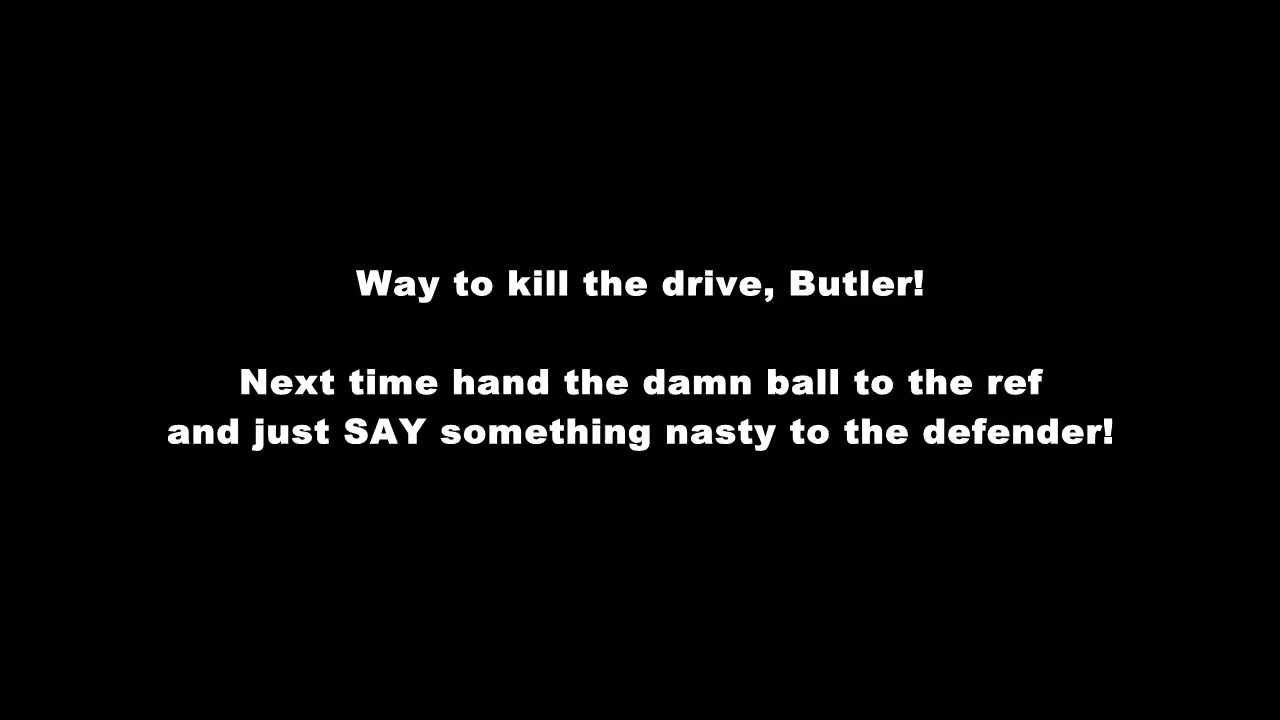 Way to kill the drive, Butler!
Next time hand the damn ball to the ref
and just SAY something nasty to the defender!